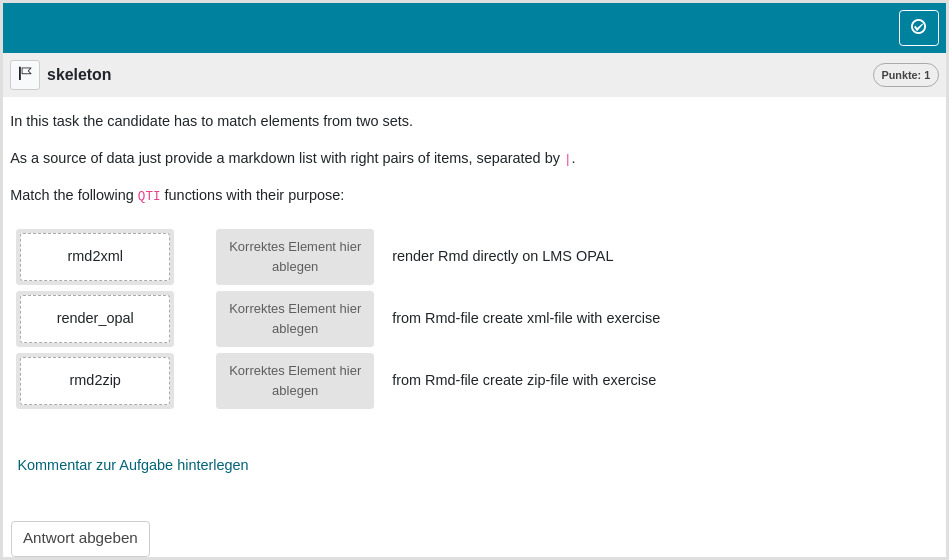 skeleton
Punkte: 1
In this task the candidate has to match elements from two sets.
As a source of data just provide a markdown list with right pairs of items, separated by |.
Match the following QTI functions with their purpose:
rmd2xml
Korrektes Element hier
ablegen
render Rmd directly on LMS OPAL
render_opal
Korrektes Element hier
ablegen
from Rmd-file create xml-file with exercise
rmd2zip
Korrektes Element hier
ablegen
from Rmd-file create zip-file with exercise
Kommentar zur Aufgabe hinterlegen
Antwort abgeben